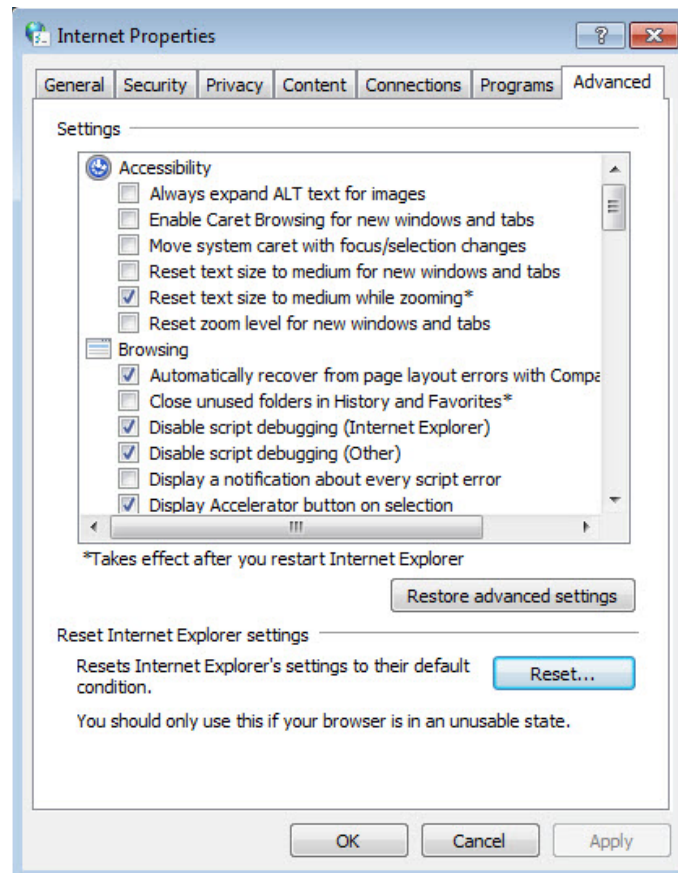 Internet Properties
General Security Privacy Content Connections Programs Advanced
Settings
Accessibility
Always expand ALT text for images
Enable Caret Browsing for new windows and tabs
Move system caret with focus/selection changes
Reset text size to medium for new windows and tabs
Reset text size to medium while zooming*
Reset zoom level for new windows and tabs
Browsing
Automatically recover from page layout errors with Compa
Close unused folders in History and Favorites*
Disable script debugging (Internet Explorer)
Disable script debugging (Other)
Display a notification about every script error
Display Accelerator button on selection
*Takes effect after you restart Internet Explorer
Restore advanced settings
Reset Internet Explorer settings
Resets Internet Explorer's settings to their default
condition.
Reset...
You should only use this if your browser is in an unusable state.
OK Cancel Apply